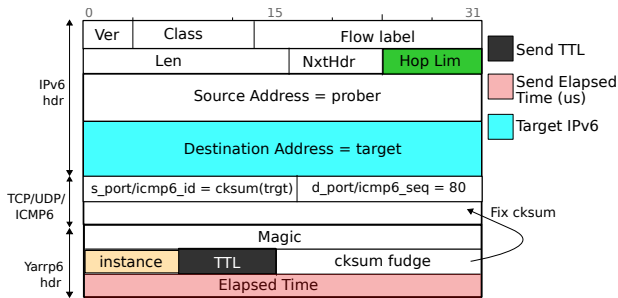 0 15 31
Ver Class Flow label
Len NxtHdr Hop Lim
Source Address = prober
Destination Address = target
s_port/icmp6_id = cksum(trgt) d_port/icmp6_seq = 80
Magic
instance TTL cksum fudge
Elapsed Time
IPv6
hdr
TCP/UDP/
ICMP6
Yarrp6
hdr
Fix cksum
Send TTL
Send Elapsed
Time (us)
Target IPv6